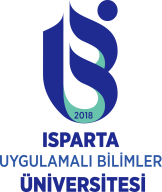 2018
ISPARTA
UYGULAMALI BİLİMLER
ÜNİVERSİTESİ